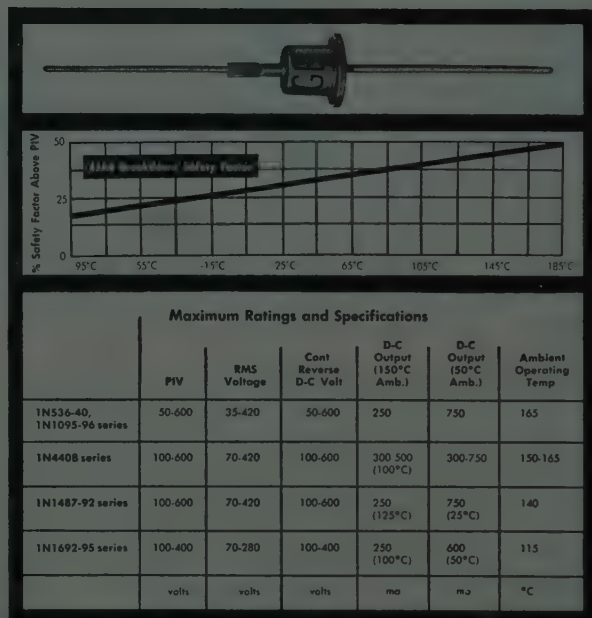 G
% Safety Factor Above PIV
50
25
0
Breakdown Safety Factor
95°C 55°C -15°C 25°C 65°C 105°C 145°C 185°C
Maximum Ratings and Specifications
PIV
RMS Voltage
Cont Reverse D-C Volt
D-C Output (150°C Amb.)
D-C Output (50°C Amb.)
Ambient Operating Temp
1N536-40, 50-600 35-420 50-600 250 750 165
1N1095-96 series
1N440B series 100-600 70-420 100-600 300-500 300-750 150-165
(100°C)
1N1487-92 series 100-600 70-420 100-600 250 750 140
(125°C) (25°C)
1N1692-95 series 100-400 70-280 100-400 250 600 115
(100°C) (50°C)
volts volts volts ma ma °C